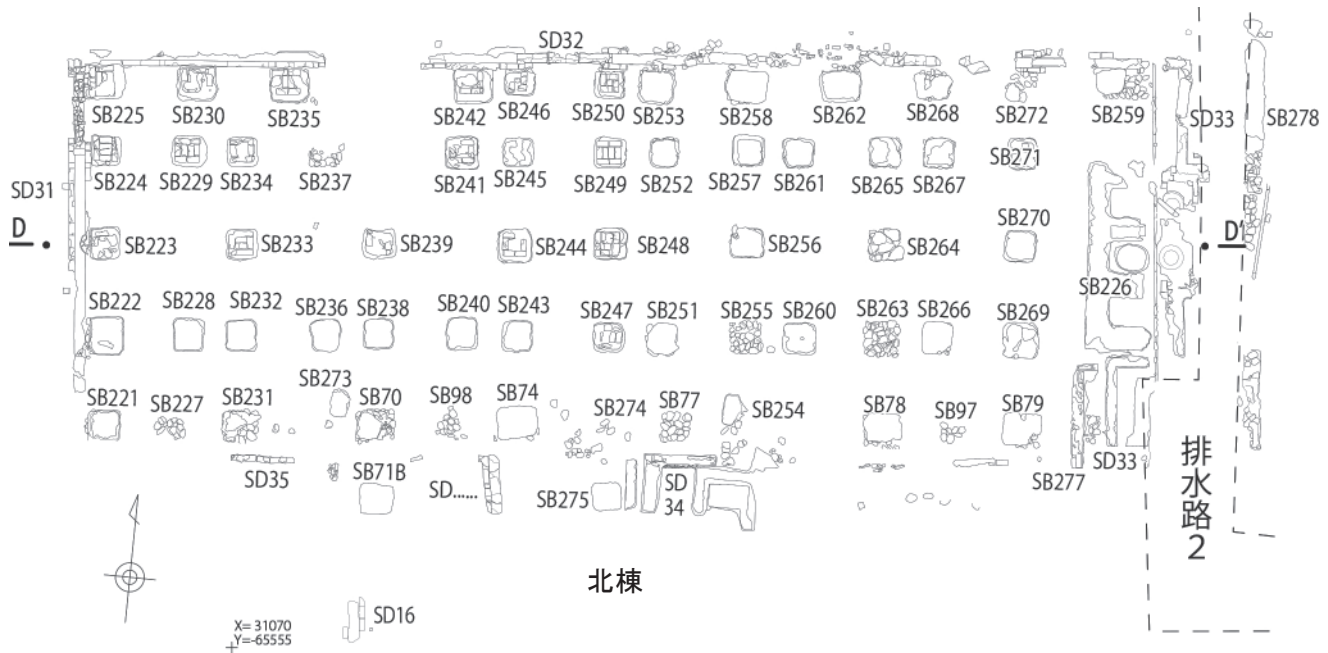 SD32
SB225 SB230 SB235 SB242 SB246 SB250 SB253 SB258 SB262 SB268 SB272 SB259 SD33 SB278
SB224 SB229 SB234 SB237 SB241 SB245 SB249 SB252 SB257 SB261 SB265 SB267 SB271
SD31
D SB223 SB233 SB239 SB244 SB248 SB256 SB264 SB270 D'
SB226
SB222 SB228 SB232 SB236 SB238 SB240 SB243 SB247 SB251 SB255 SB260 SB263 SB266 SB269
SB221 SB227 SB231 SB273 SB70 SB98 SB74 SB274 SB77 SB254 SB78 SB97 SB79
SD35 SB71B SD...... SB275 SD
34 SB277 SD33
排水路2
北棟
SD16
X= 31070
Y=-65555